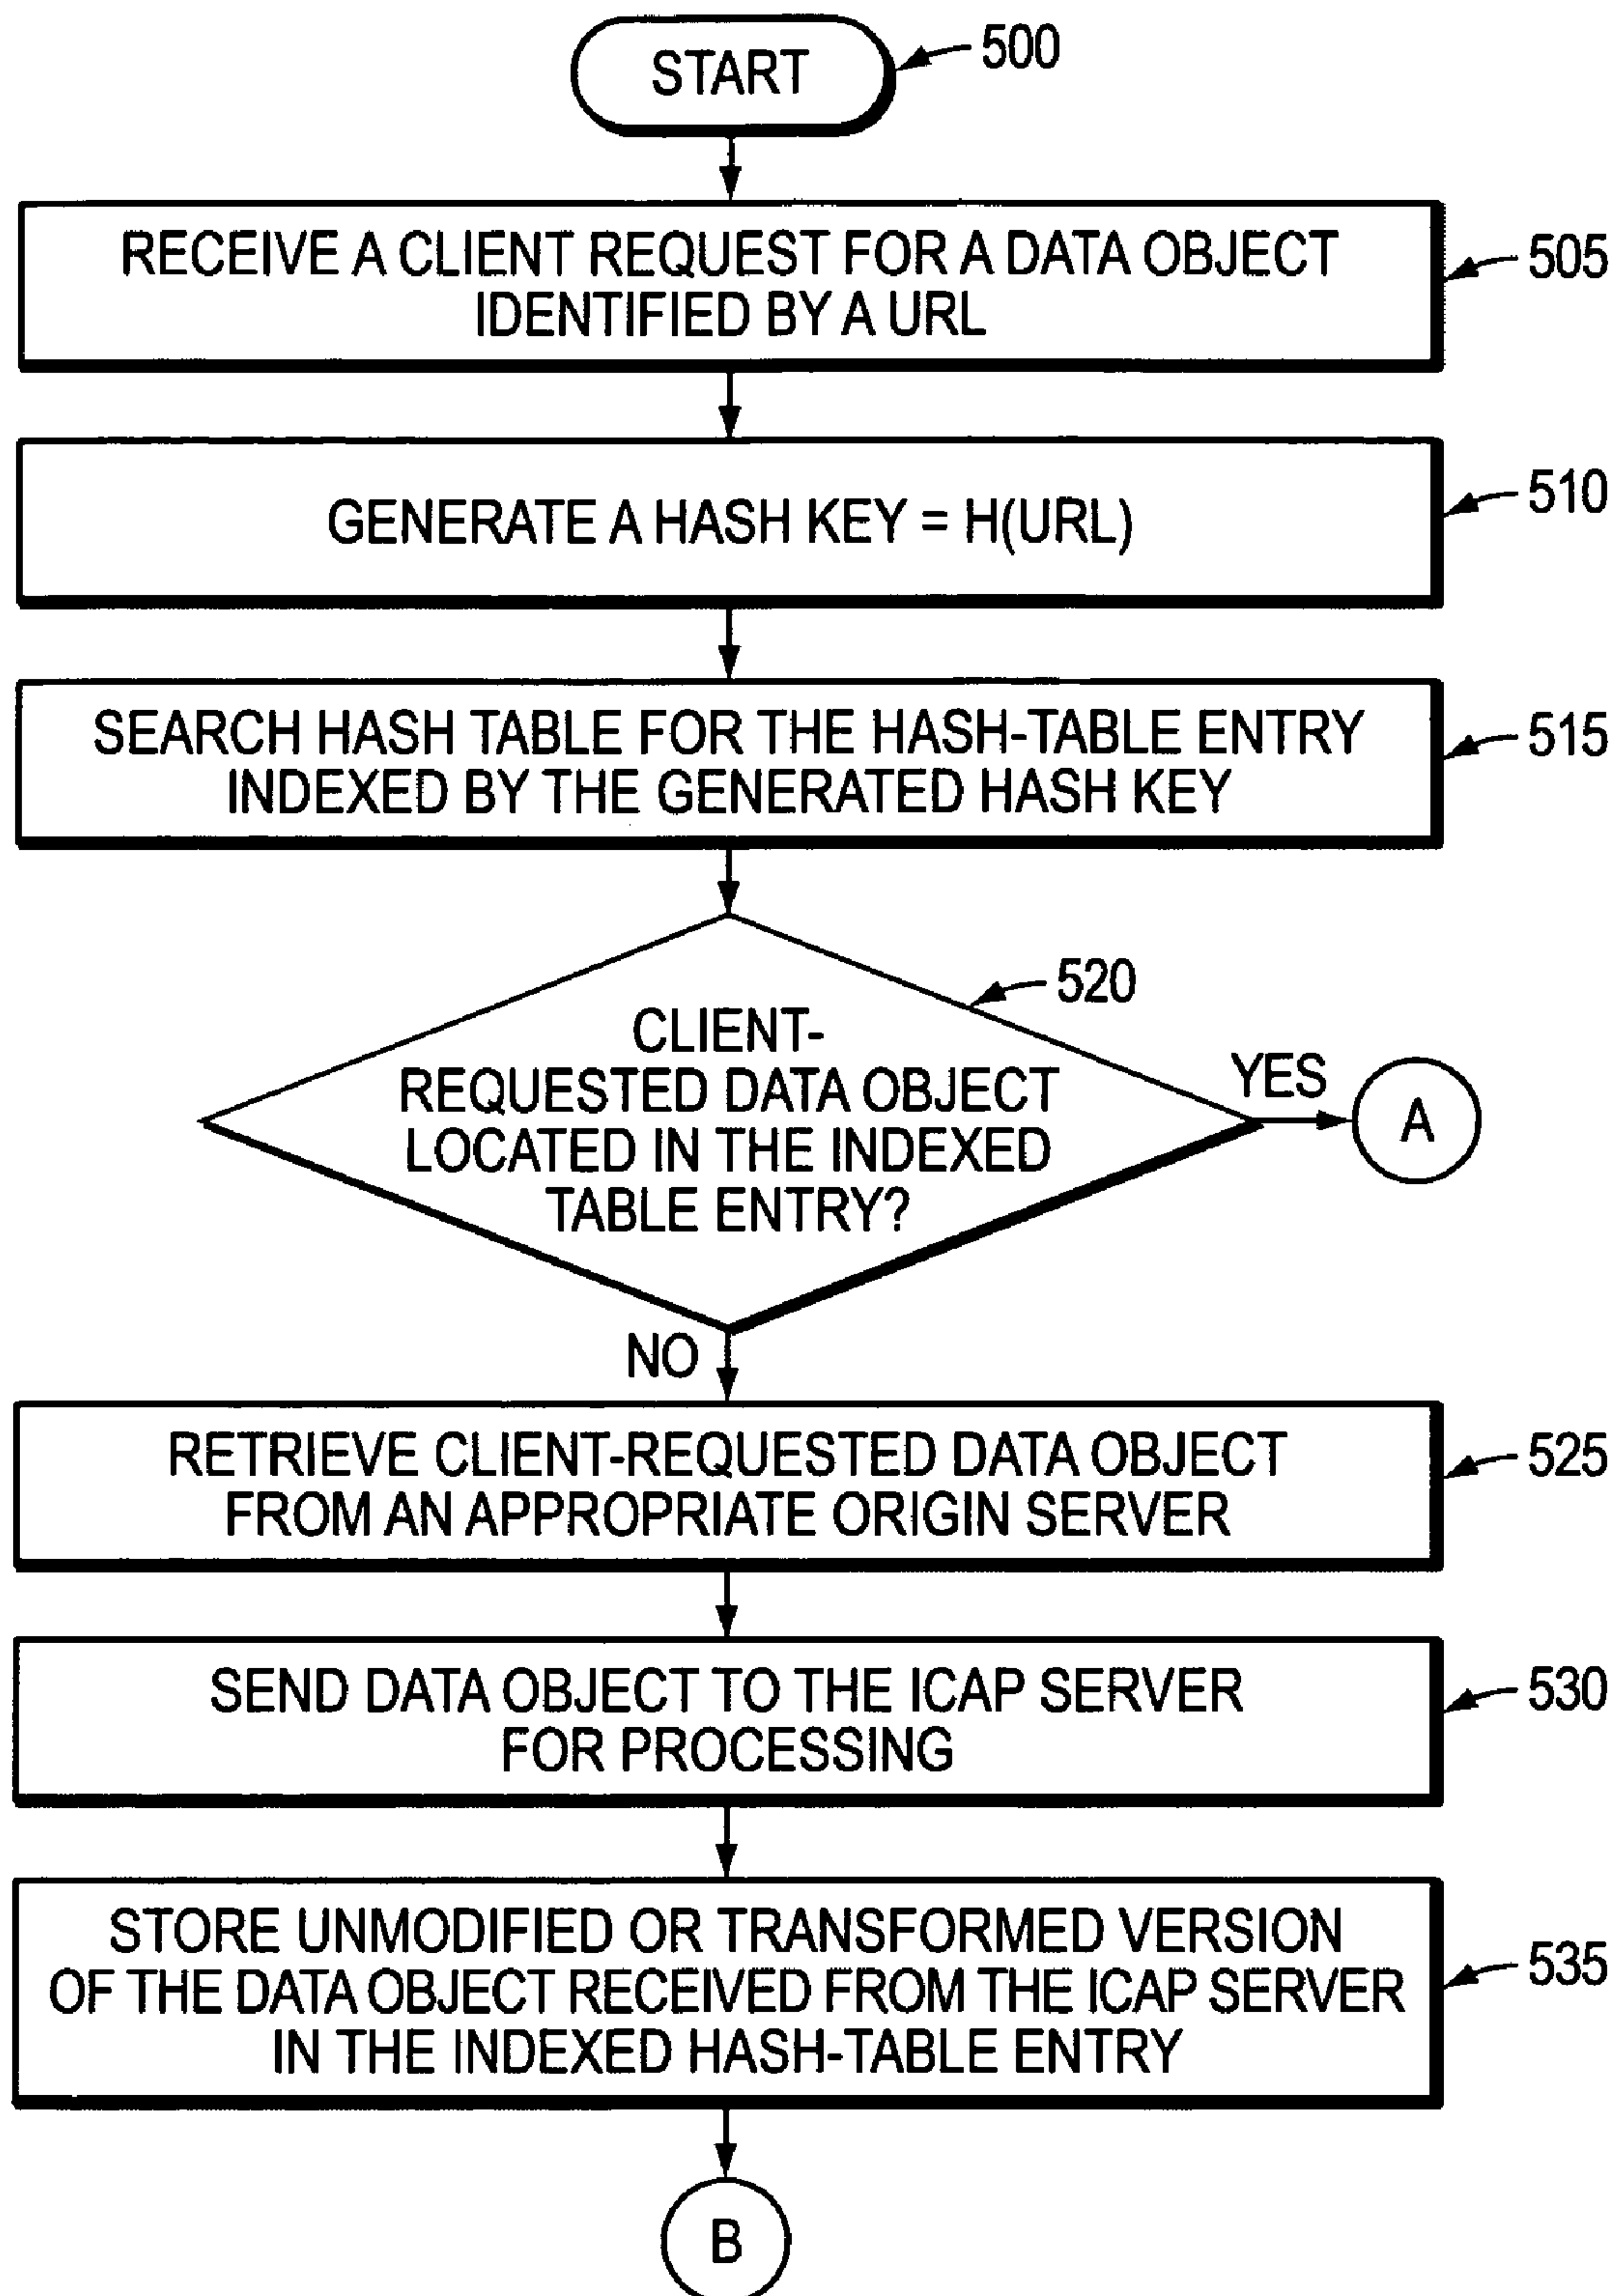 START
500
RECEIVE A CLIENT REQUEST FOR A DATA OBJECT
IDENTIFIED BY A URL
505
GENERATE A HASH KEY = H(URL)
510
SEARCH HASH TABLE FOR THE HASH-TABLE ENTRY
INDEXED BY THE GENERATED HASH KEY
515
520
CLIENT-
REQUESTED DATA OBJECT
LOCATED IN THE INDEXED
TABLE ENTRY?
YES
A
NO
RETRIEVE CLIENT-REQUESTED DATA OBJECT
FROM AN APPROPRIATE ORIGIN SERVER
525
SEND DATA OBJECT TO THE ICAP SERVER
FOR PROCESSING
530
STORE UNMODIFIED OR TRANSFORMED VERSION
OF THE DATA OBJECT RECEIVED FROM THE ICAP SERVER
IN THE INDEXED HASH-TABLE ENTRY
535
B